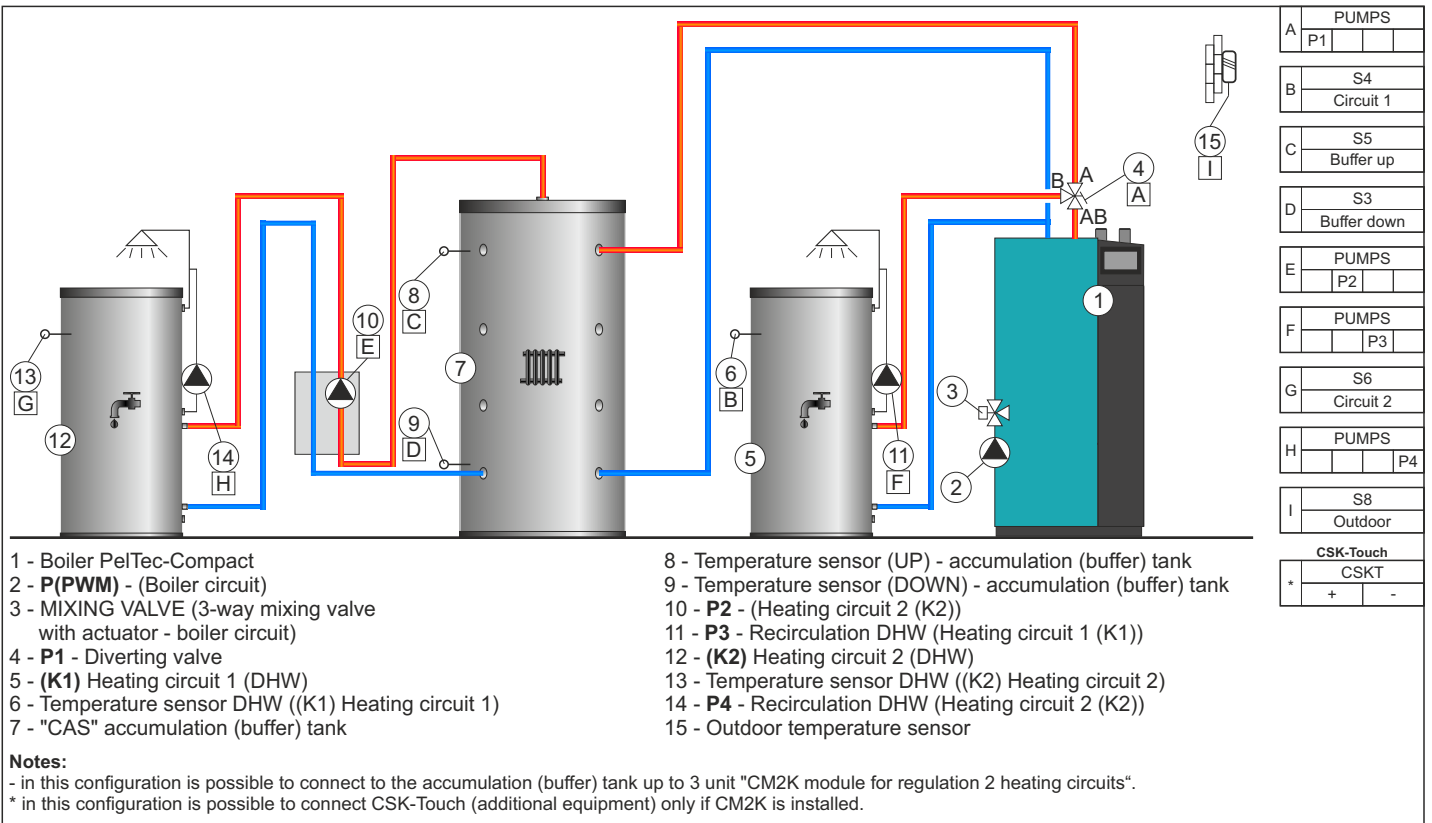 15
I
B
A
AB
4
A
8
C
10
E
13
G
7
9
D
12
14
H
6
B
5
11
F
3
2
1
A
PUMPS
P1
B
S4
Circuit 1
C
S5
Buffer up
D
S3
Buffer down
E
PUMPS
P2
F
PUMPS
P3
G
S6
Circuit 2
H
PUMPS
P4
I
S8
Outdoor
CSK-Touch
*
CSKT
+ -
1 - Boiler PelTec-Compact
2 - P(PWM) - (Boiler circuit)
3 - MIXING VALVE (3-way mixing valve
with actuator - boiler circuit)
4 - P1 - Diverting valve
5 - (K1) Heating circuit 1 (DHW)
6 - Temperature sensor DHW ((K1) Heating circuit 1)
7 - "CAS" accumulation (buffer) tank
8 - Temperature sensor (UP) - accumulation (buffer) tank
9 - Temperature sensor (DOWN) - accumulation (buffer) tank
10 - P2 - (Heating circuit 2 (K2))
11 - P3 - Recirculation DHW (Heating circuit 1 (K1))
12 - (K2) Heating circuit 2 (DHW)
13 - Temperature sensor DHW ((K2) Heating circuit 2)
14 - P4 - Recirculation DHW (Heating circuit 2 (K2))
15 - Outdoor temperature sensor
Notes:
- in this configuration is possible to connect to the accumulation (buffer) tank up to 3 unit "CM2K module for regulation 2 heating circuits“.
* in this configuration is possible to connect CSK-Touch (additional equipment) only if CM2K is installed.